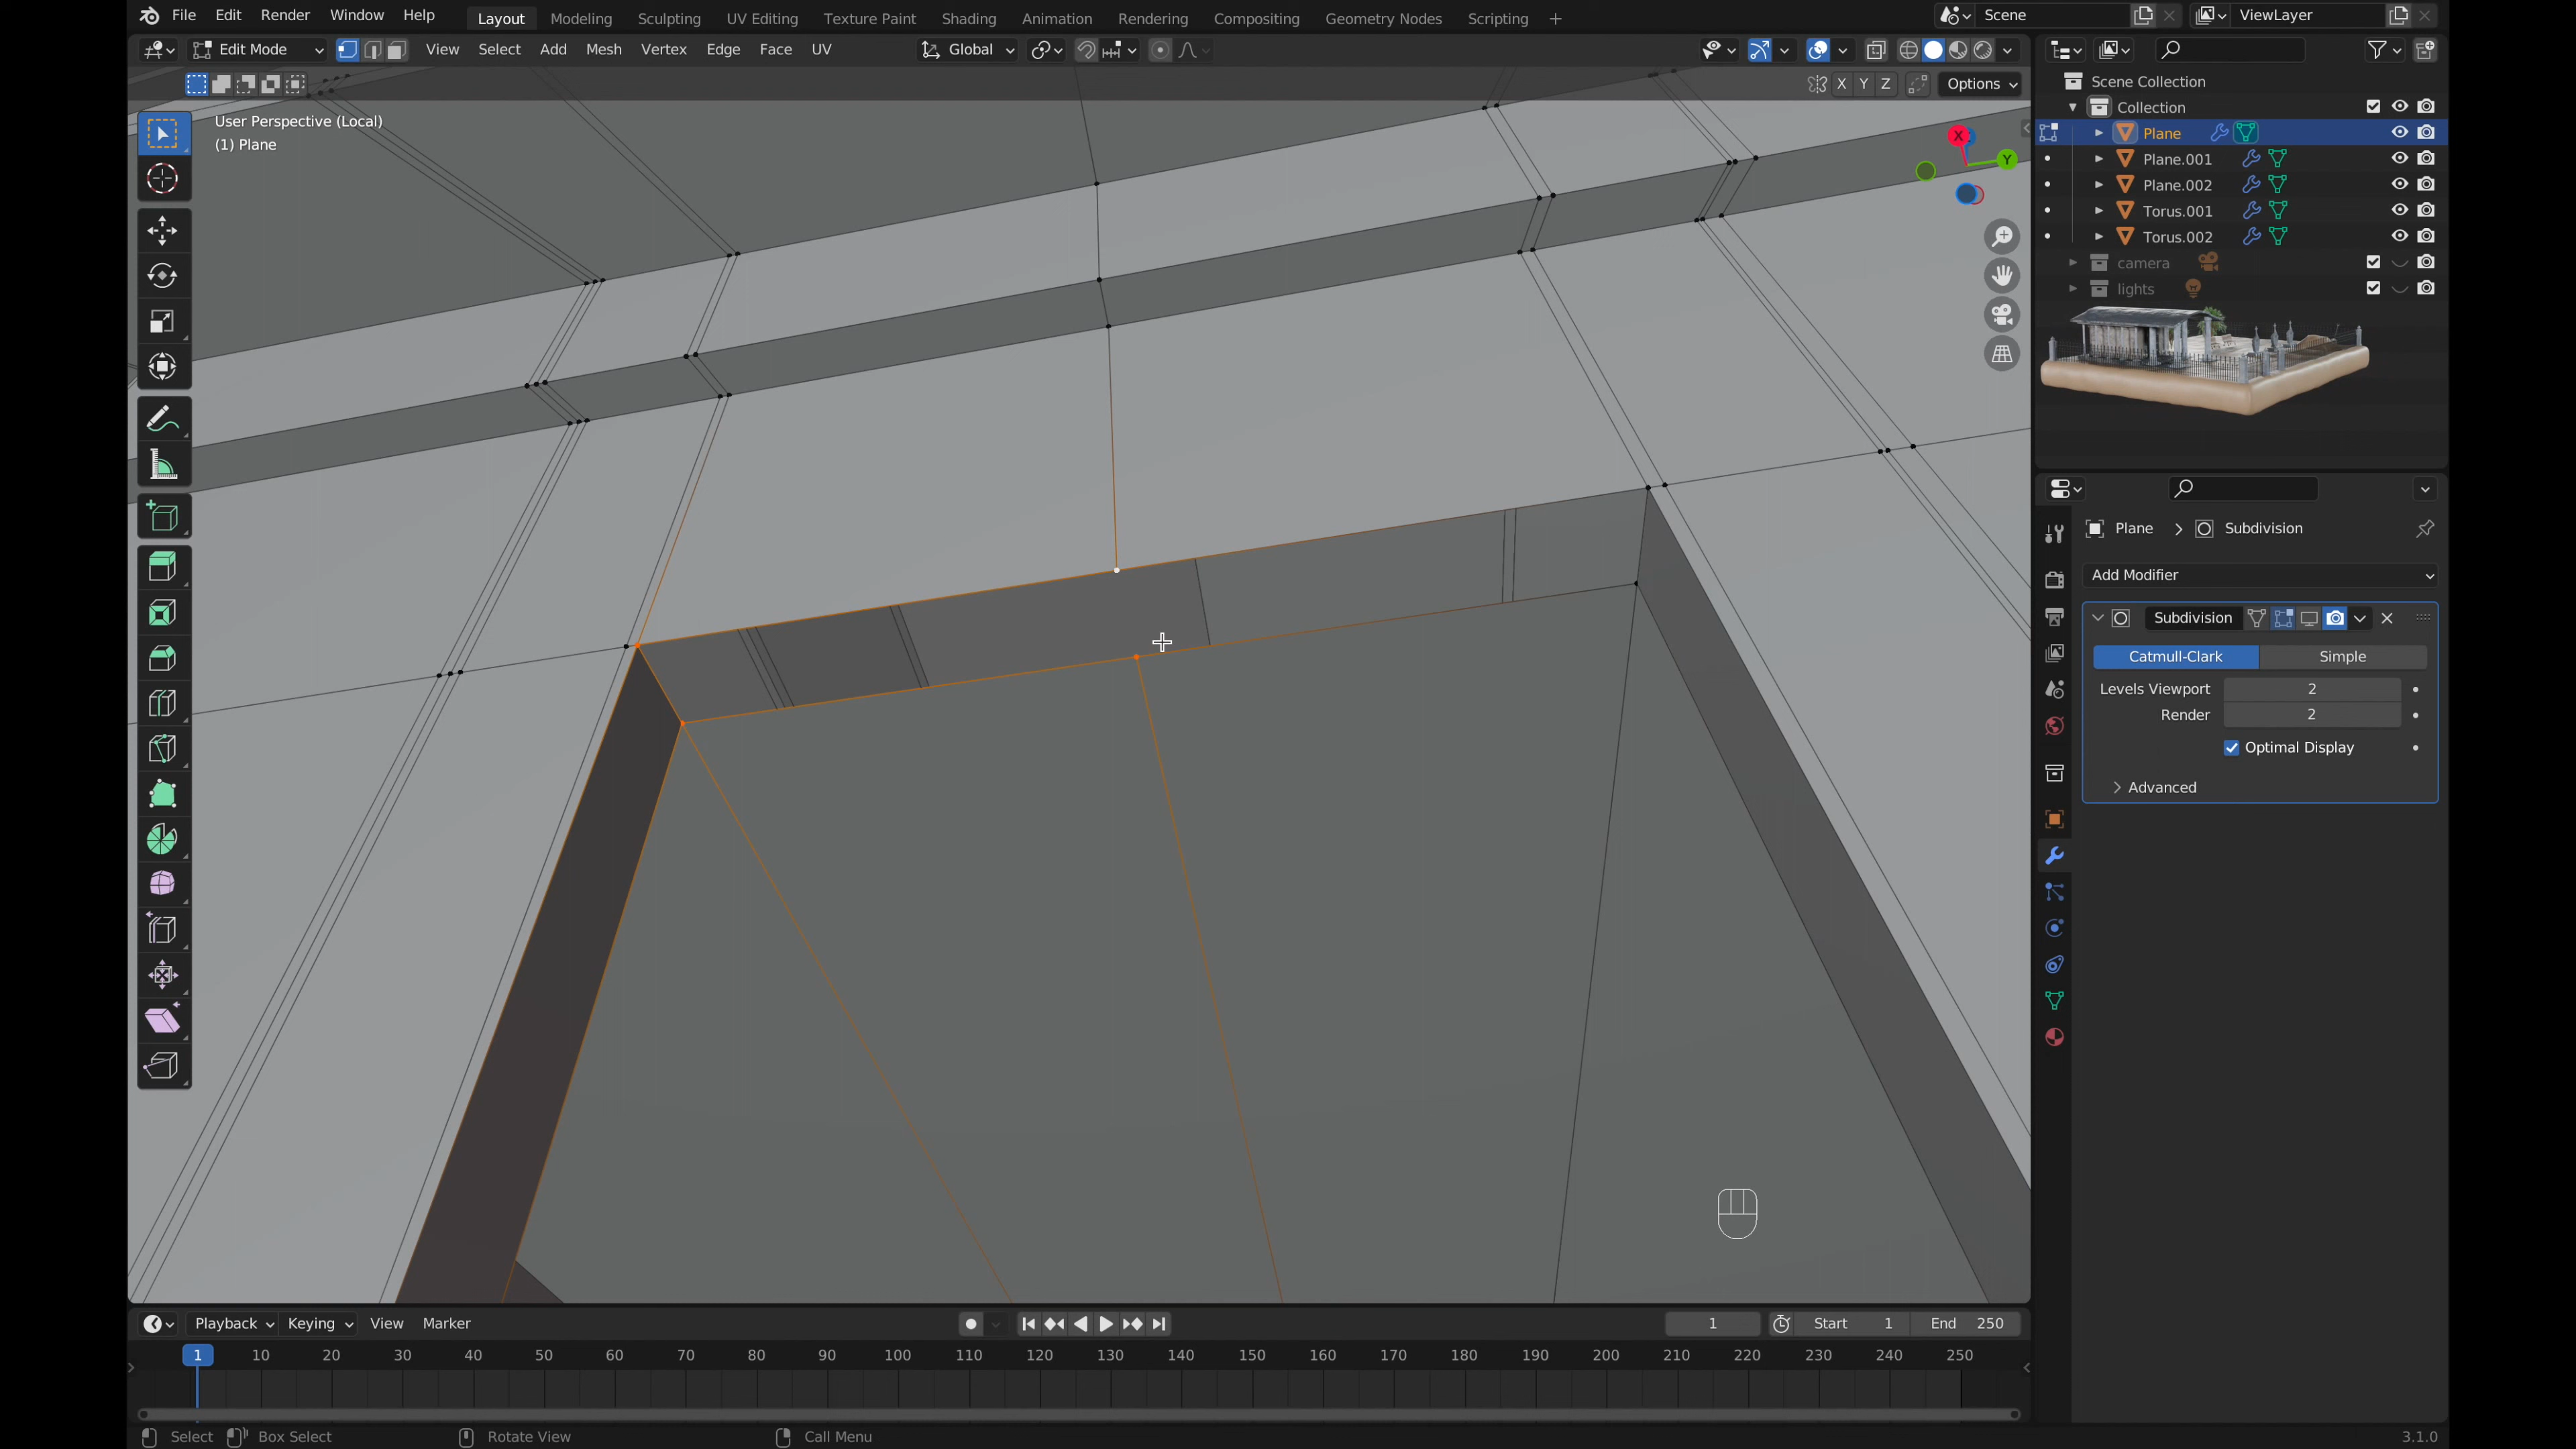 File Edit Render Window Help Layout Modeling Sculpting UV Editing Texture Paint Shading Animation Rendering Compositing Geometry Nodes Scripting + Scene ViewLayer
Edit Mode View Select Add Mesh Vertex Edge Face UV Global
X Y Z Options
User Perspective (Local)
(1) Plane
X
Y
Scene Collection
Collection
Plane
Plane.001
Plane.002
Torus.001
Torus.002
camera
lights
Plane > Subdivision
Add Modifier
Subdivision
Catmull-Clark Simple
Levels Viewport 2
Render 2
Optimal Display
Advanced
Playback Keying View Marker 1 Start 1 End 250
1 10 20 30 40 50 60 70 80 90 100 110 120 130 140 150 160 170 180 190 200 210 220 230 240 250
Select Box Select Rotate View Call Menu 3.1.0